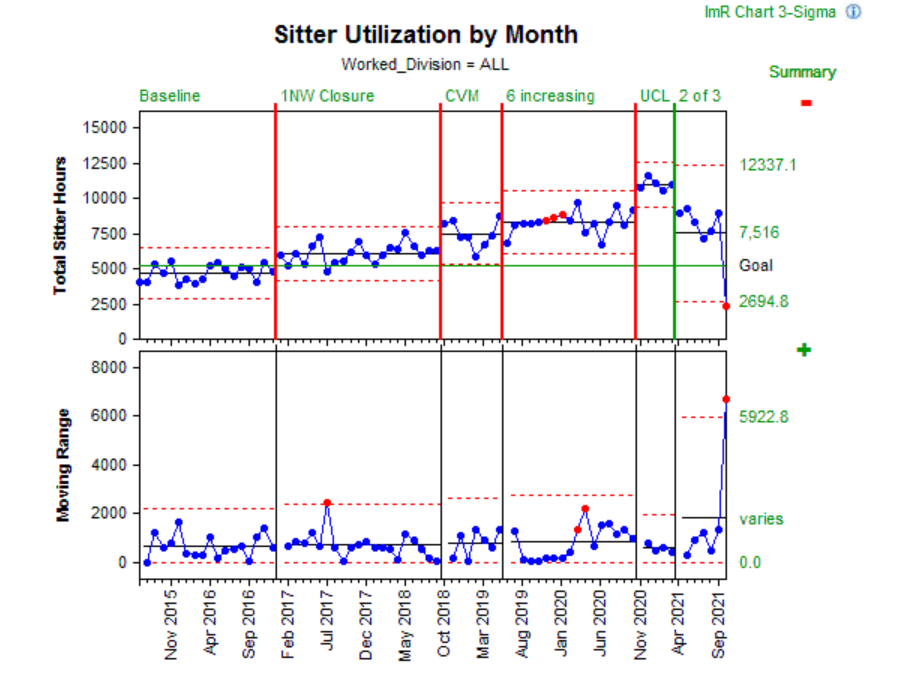 ImR Chart 3-Sigma
Sitter Utilization by Month
Worked_Division = ALL
Summary
Baseline
1NW Closure
CVM
6 increasing
UCL
2 of 3
Total Sitter Hours
15000
12500
10000
7500
5000
2500
0
12337.1
7,516
Goal
2694.8
Moving Range
8000
6000
4000
2000
0
5922.8
varies
0.0
Nov 2015
Apr 2016
Sep 2016
Feb 2017
Jul 2017
Dec 2017
May 2018
Oct 2018
Mar 2019
Aug 2019
Jan 2020
Jun 2020
Nov 2020
Apr 2021
Sep 2021